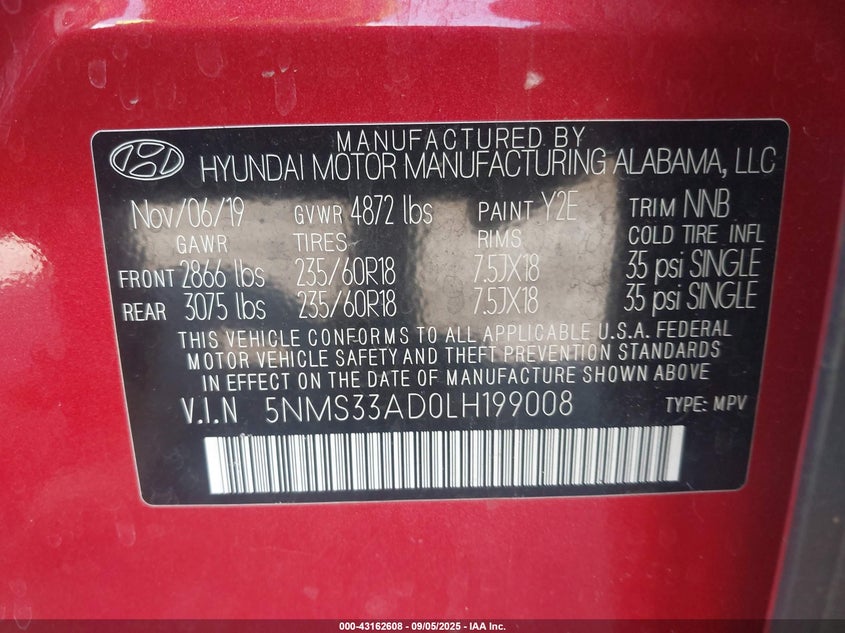 MANUFACTURED BY
HYUNDAI MOTOR MANUFACTURING ALABAMA, LLC
Nov/06/19 GVWR 4872 lbs PAINT Y2E TRIM NNB
GAWR TIRES RIMS COLD TIRE INFL
FRONT 2866 lbs 235/60R18 7.5JX18 35 psi SINGLE
REAR 3075 lbs 235/60R18 7.5JX18 35 psi SINGLE
THIS VEHICLE CONFORMS TO ALL APPLICABLE U.S.A. FEDERAL
MOTOR VEHICLE SAFETY AND THEFT PREVENTION STANDARDS
IN EFFECT ON THE DATE OF MANUFACTURE SHOWN ABOVE
V.I.N 5NMS33AD0LH199008 TYPE: MPV
000-43162608 - 09/05/2025 - IAA Inc.